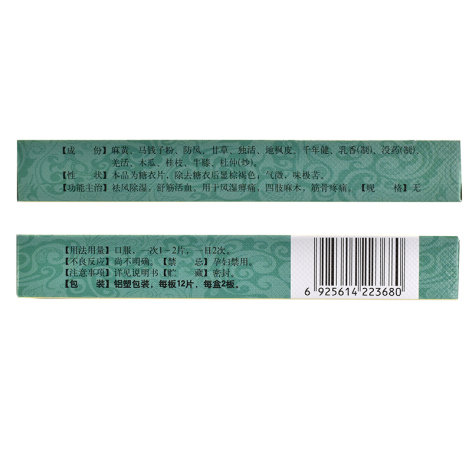 【成 份】麻黄、马钱子粉、防风、甘草、独活、地枫皮、千年健、乳香(制)、没药(制)、
羌活、木瓜、桂枝、牛膝、杜仲(炒)。
【性 状】本品为糖衣片，除去糖衣后显棕褐色；气微，味极苦。
【功能主治】祛风除湿，舒筋活血。用于风湿痹痛，四肢麻木，筋骨疼痛。【规 格】无
【用法用量】口服，一次1－2片，一日2次。
【不良反应】尚不明确。【禁 忌】孕妇禁用。
【注意事项】详见说明书【贮 藏】密封。
【包 装】铝塑包装，每板12片，每盒2板。
6 925614 223680